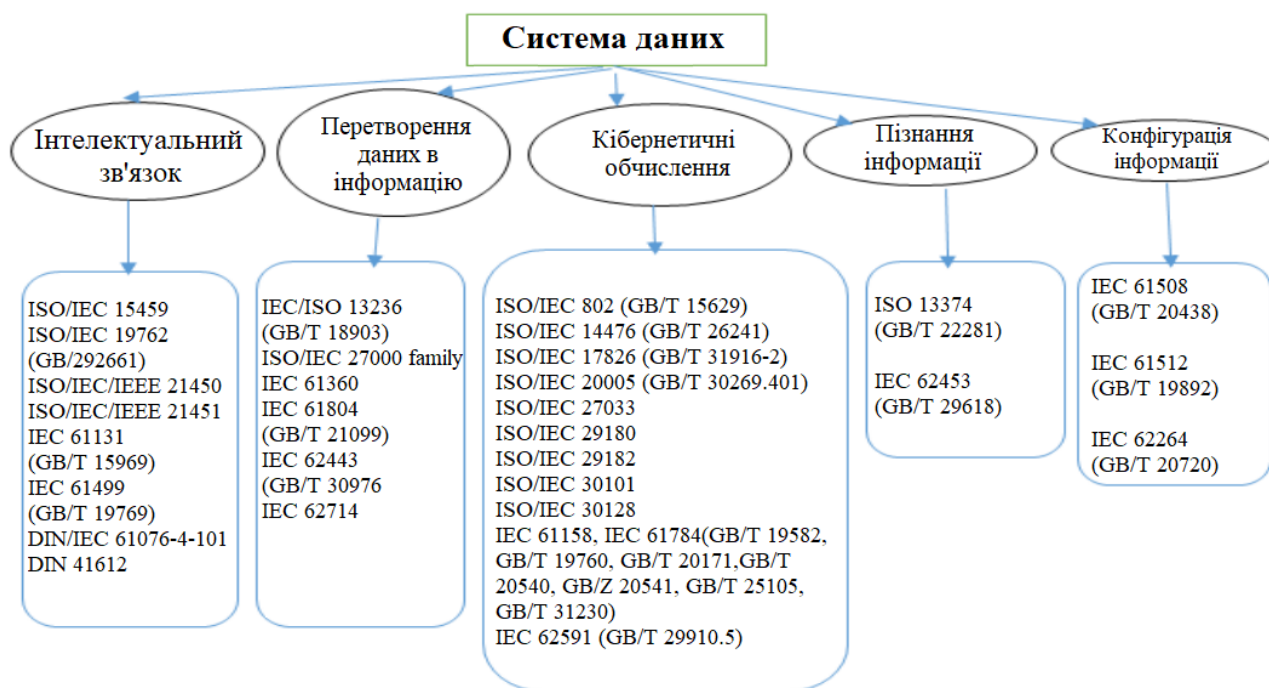 Система даних
Інтелектуальний
зв'язок
Перетворення
даних в
інформацію
Кібернетичні
обчислення
Пізнання
інформації
Конфігурація
інформації
ISO/IEC 15459
ISO/IEC 19762
(GB/292661)
ISO/IEC/IEEE 21450
ISO/IEC/IEEE 21451
IEC 61131
(GB/T 15969)
IEC 61499
(GB/T 19769)
DIN/IEC 61076-4-101
DIN 41612
IEC/ISO 13236
(GB/T 18903)
ISO/IEC 27000 family
IEC 61360
IEC 61804
(GB/T 21099)
IEC 62443
(GB/T 30976
IEC 62714
ISO/IEC 802 (GB/T 15629)
ISO/IEC 14476 (GB/T 26241)
ISO/IEC 17826 (GB/T 31916-2)
ISO/IEC 20005 (GB/T 30269.401)
ISO/IEC 27033
ISO/IEC 29180
ISO/IEC 29182
ISO/IEC 30101
ISO/IEC 30128
IEC 61158, IEC 61784(GB/T 19582,
GB/T 19760, GB/T 20171,GB/T
20540, GB/Z 20541, GB/T 25105,
GB/T 31230)
IEC 62591 (GB/T 29910.5)
ISO 13374
(GB/T 22281)
IEC 62453
(GB/T 29618)
IEC 61508
(GB/T 20438)
IEC 61512
(GB/T 19892)
IEC 62264
(GB/T 20720)